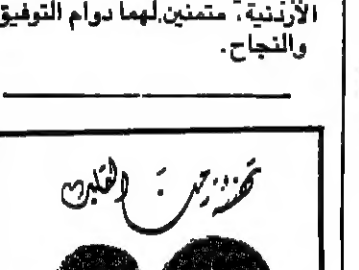 الأردنية، متمنين لهما دوام التوفيق
والنجاح.
تهنئة من القلب